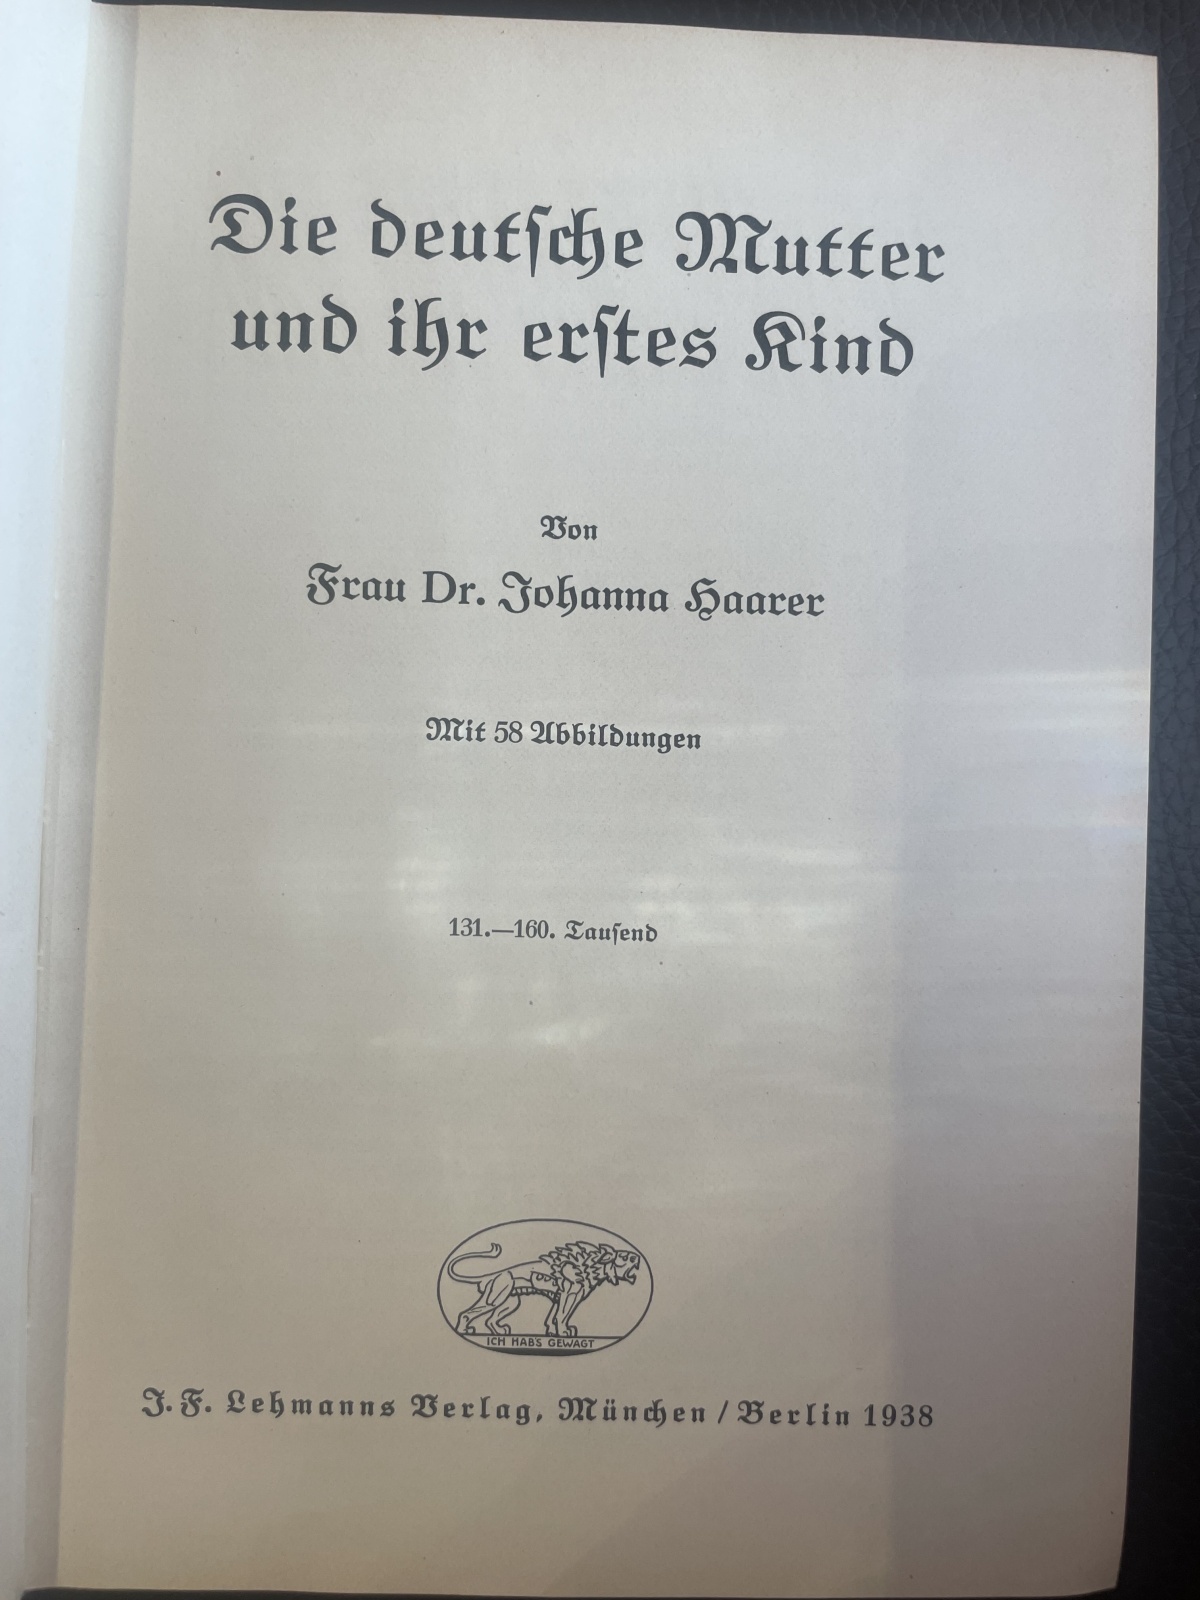 Die deutſche Mutter
und ihr erſtes Kind
Von
Frau Dr. Johanna Haarer
Mit 58 Abbildungen
131.—160. Tauſend
ICH HAB'S GEWAGT
J. F. Lehmanns Verlag, München / Berlin 1938